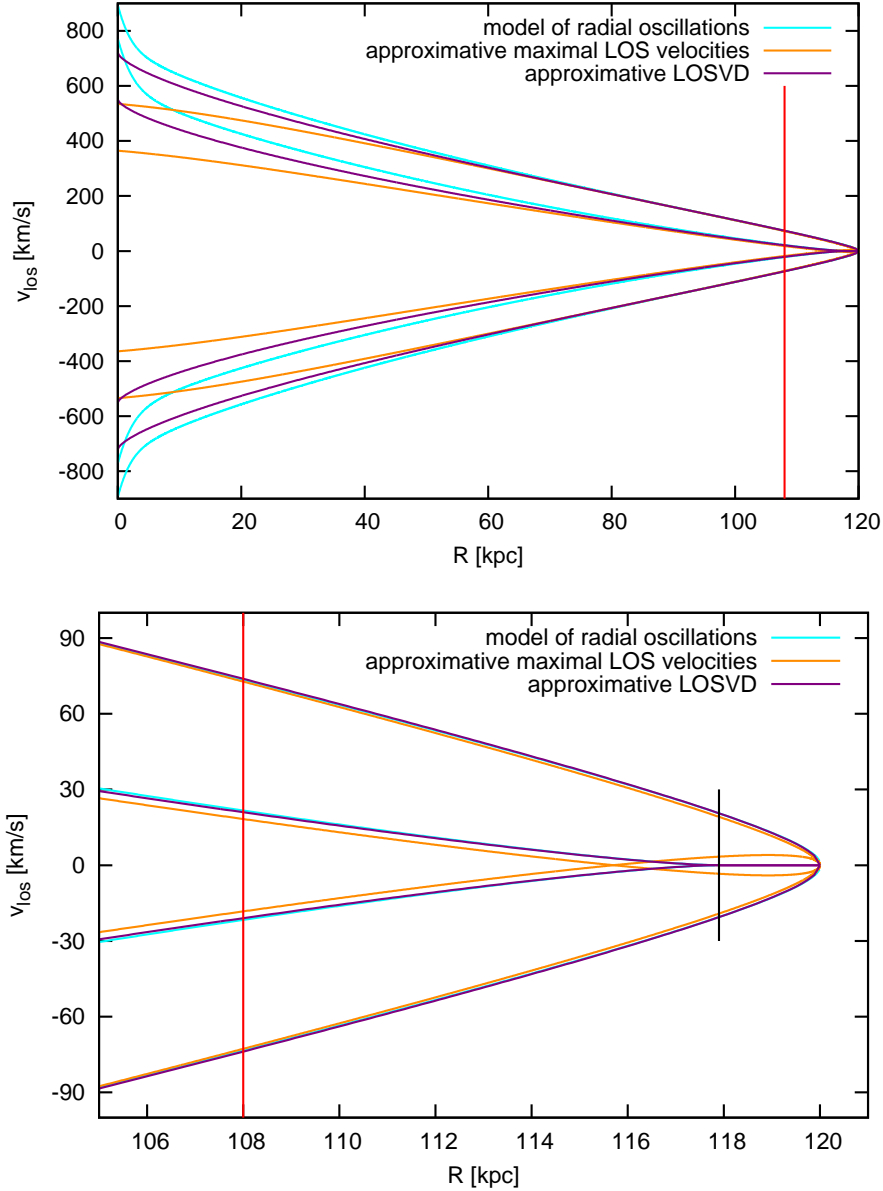 800
600
400
200
0
-200
-400
-600
-800
v_los [km/s]
model of radial oscillations
approximative maximal LOS velocities
approximative LOSVD
0 20 40 60 80 100 120
R [kpc]
90
60
30
0
-30
-60
-90
v_los [km/s]
model of radial oscillations
approximative maximal LOS velocities
approximative LOSVD
106 108 110 112 114 116 118 120
R [kpc]